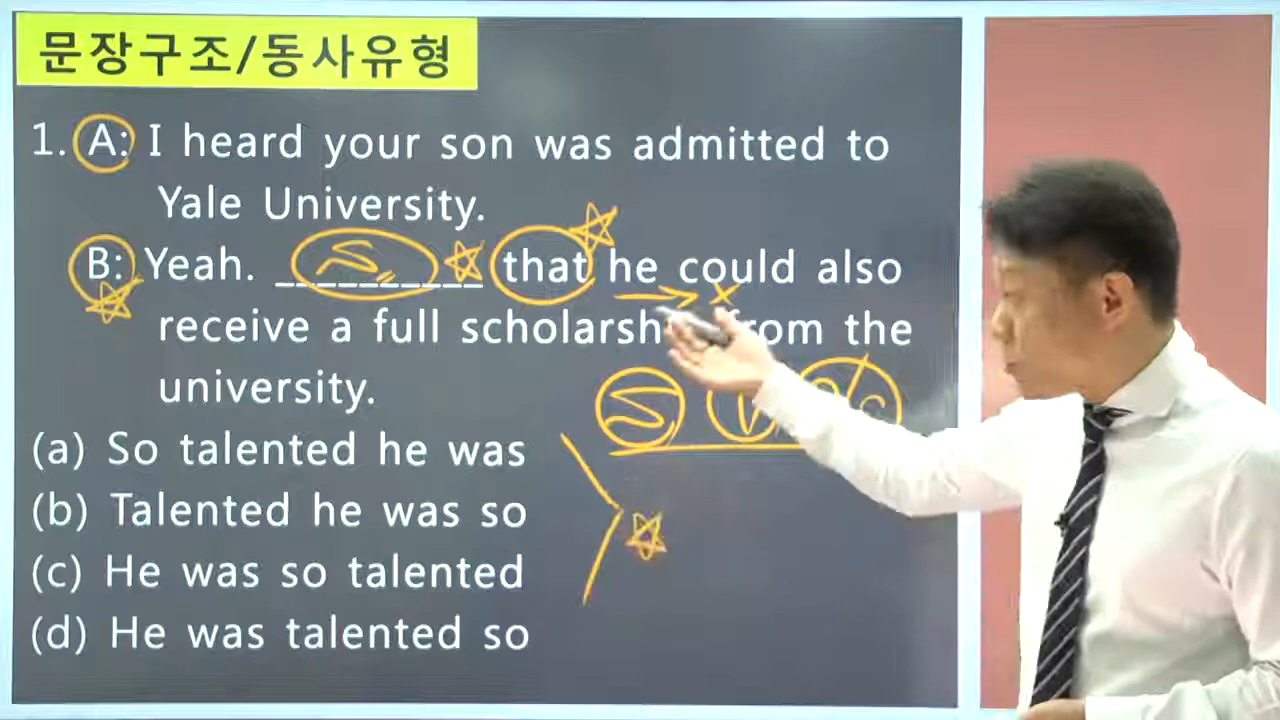 문장구조/동사유형
1. A: I heard your son was admitted to
Yale University.
B: Yeah. __________ that he could also
receive a full scholarsh from the
university.
S V
(a) So talented he was
(b) Talented he was so
(c) He was so talented
(d) He was talented so